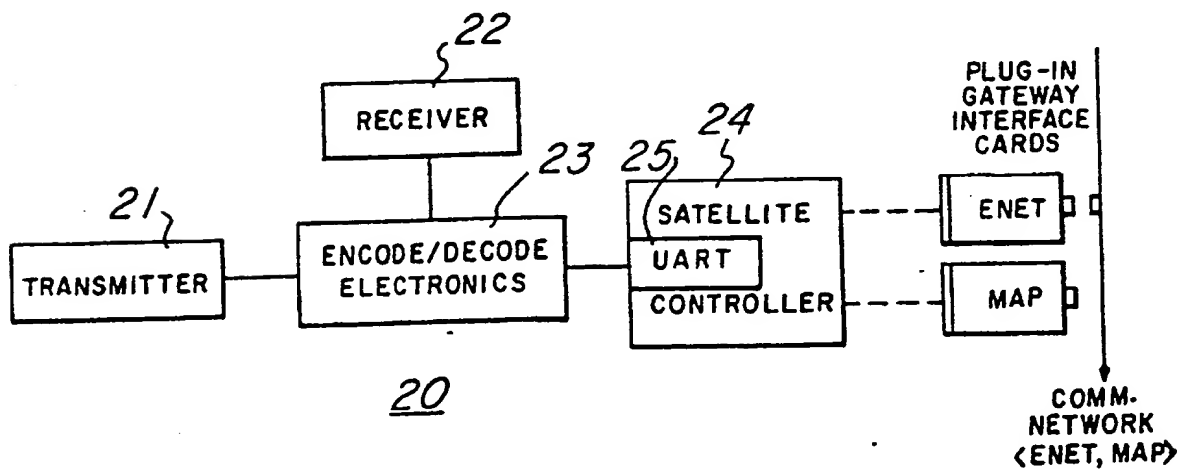 22
RECEIVER
21
TRANSMITTER
23
ENCODE/DECODE
ELECTRONICS
24
25
SATELLITE
UART
CONTROLLER
PLUG-IN
GATEWAY
INTERFACE
CARDS
ENET
MAP
COMM.
NETWORK
<ENET, MAP>
20